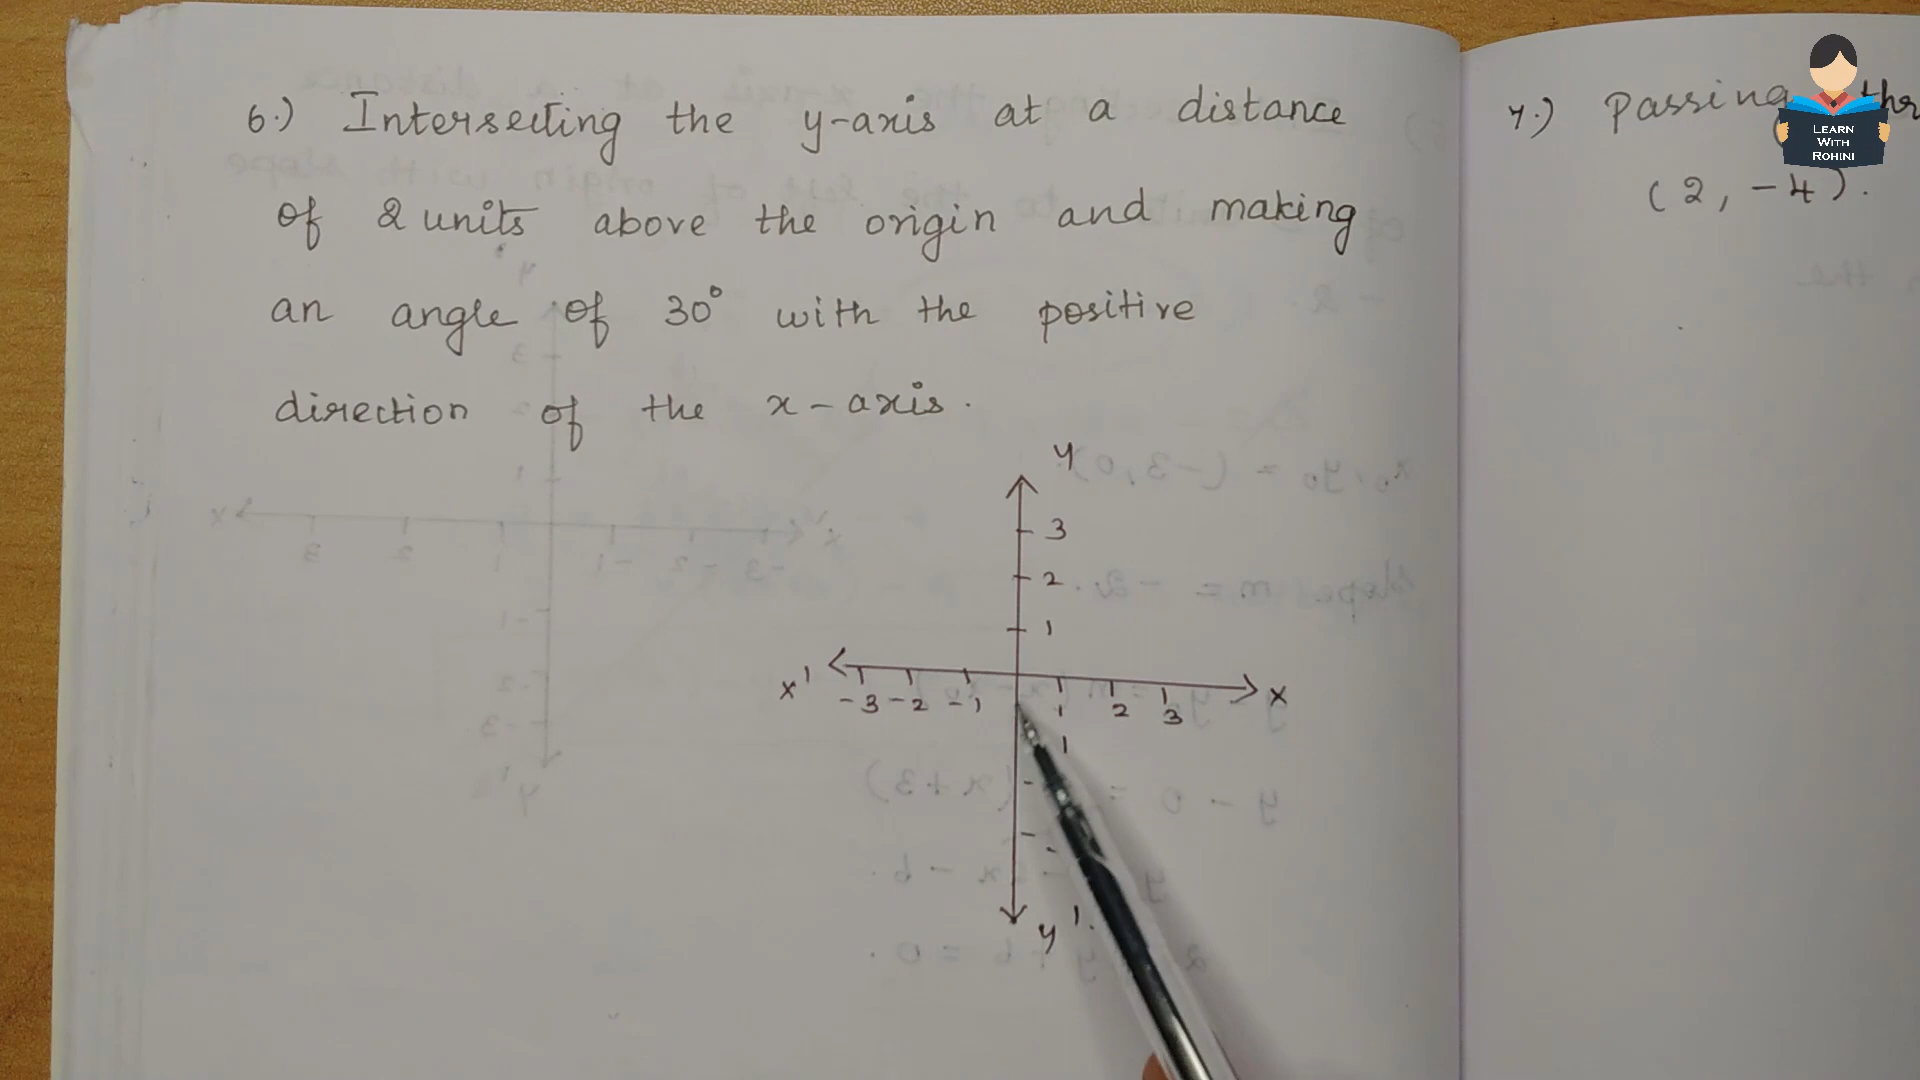 6.) Intersecting the y-axis at a distance
of 2 units above the origin and making
an angle of 30° with the positive
direction of the x-axis.
y
3
2
1
x'
-3 -2 -1
1 2 3
x
y'
7.) Passing thr
(2, -4).
LEARN
With
ROHINI